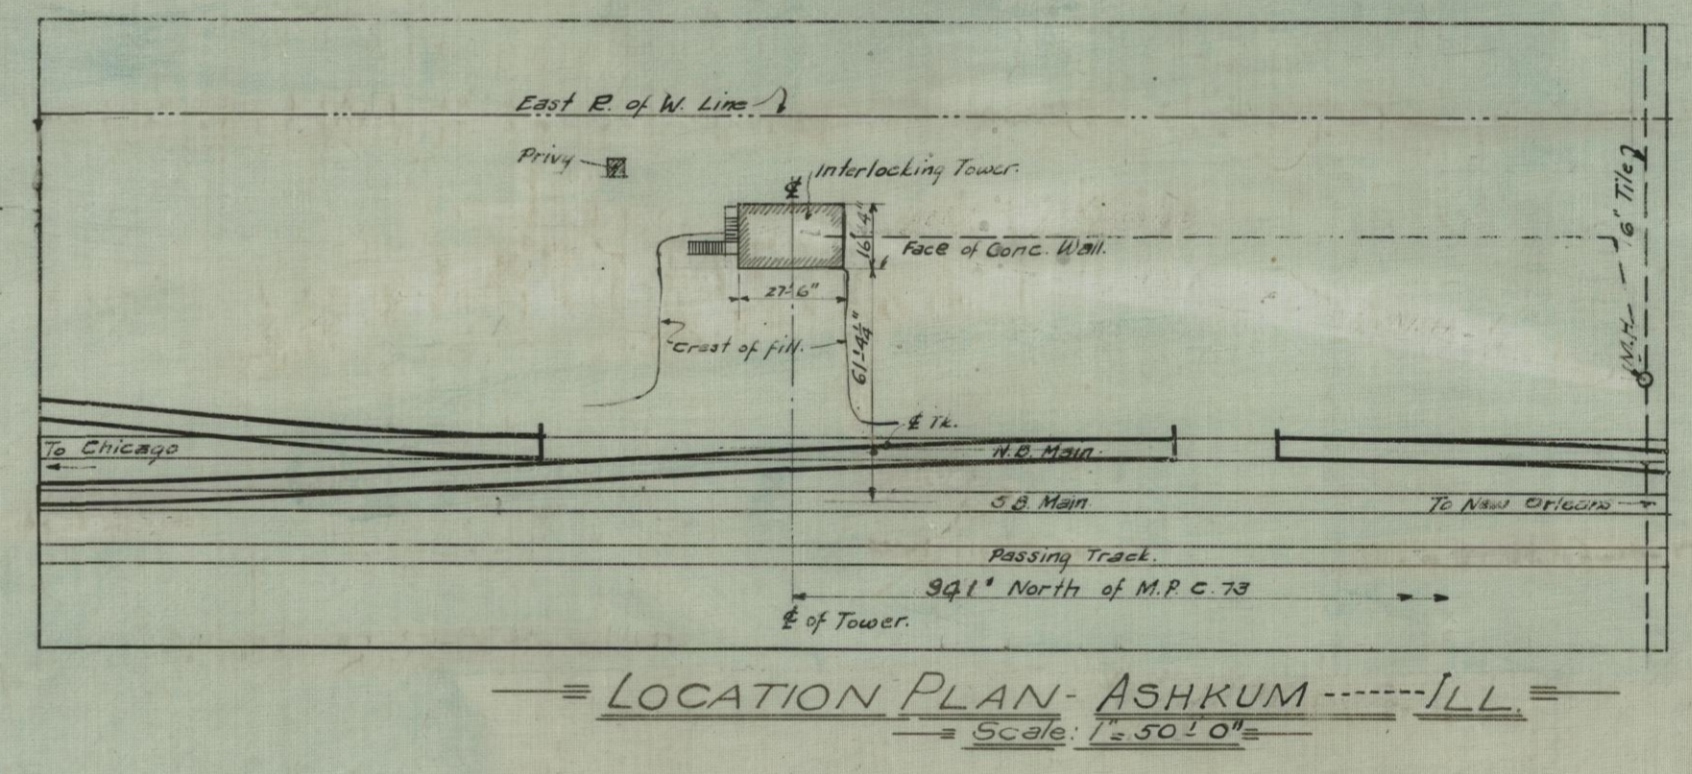 East R. of W. Line
Privy
Interlocking Tower.
℄
16'-4"
6" Tile
Face of Conc. Wall.
27'-6"
Crest of fill.
61'-4¼"
M.H.
℄ Tk.
To Chicago
N.B. Main.
S.B. Main.
To New Orleans
Passing Track.
941' North of M.P. C. 73
℄ of Tower.
LOCATION PLAN - ASHKUM ------ ILL.
Scale: 1" = 50'-0"